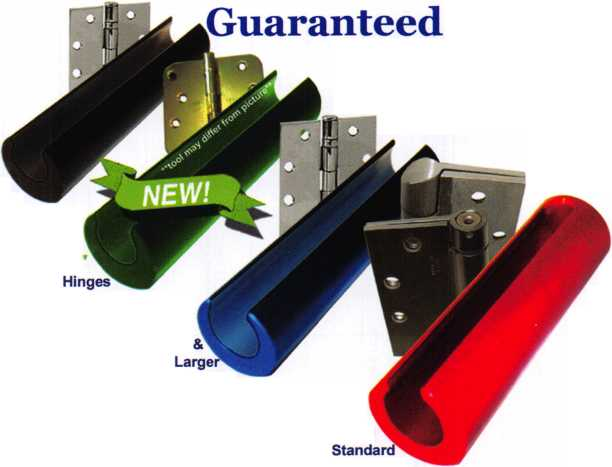 Guaranteed
**tool may differ from picture**
NEW!
Hinges
&
Larger
Standard